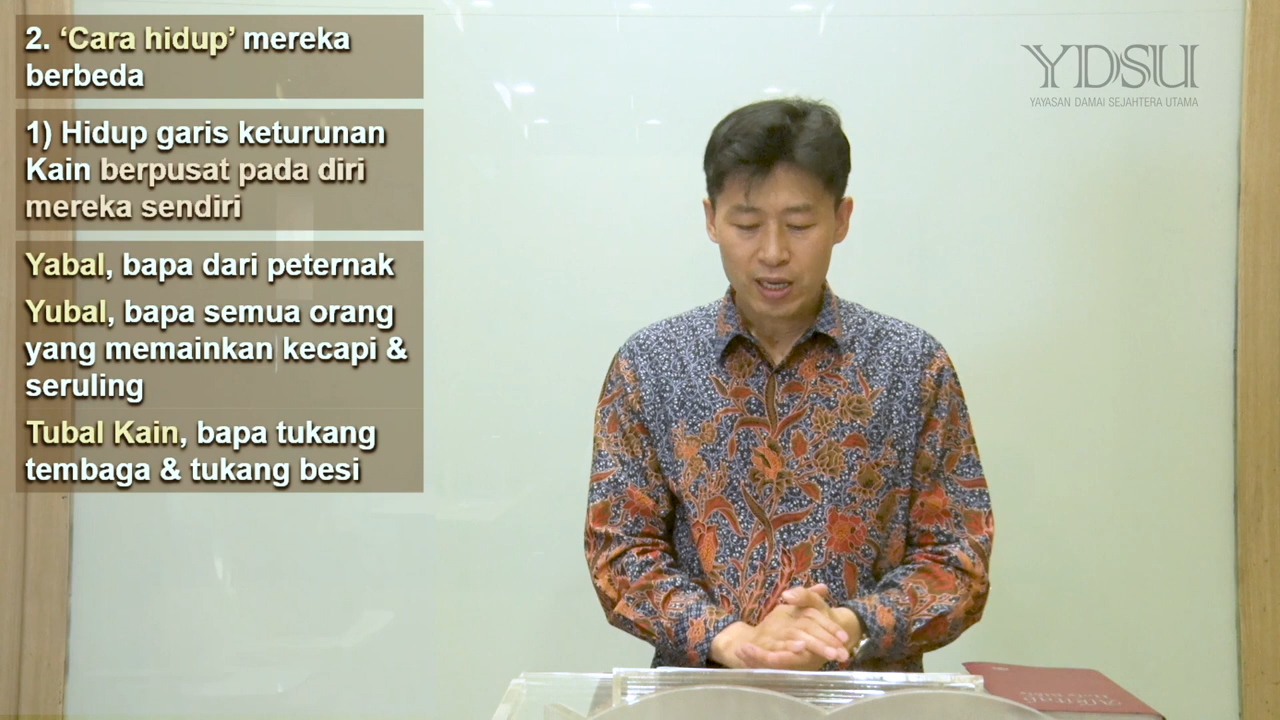 2. ‘Cara hidup’ mereka
berbeda
1) Hidup garis keturunan
Kain berpusat pada diri
mereka sendiri
Yabal, bapa dari peternak
Yubal, bapa semua orang
yang memainkan kecapi &
seruling
Tubal Kain, bapa tukang
tembaga & tukang besi
YDSU
YAYASAN DAMAI SEJAHTERA UTAMA